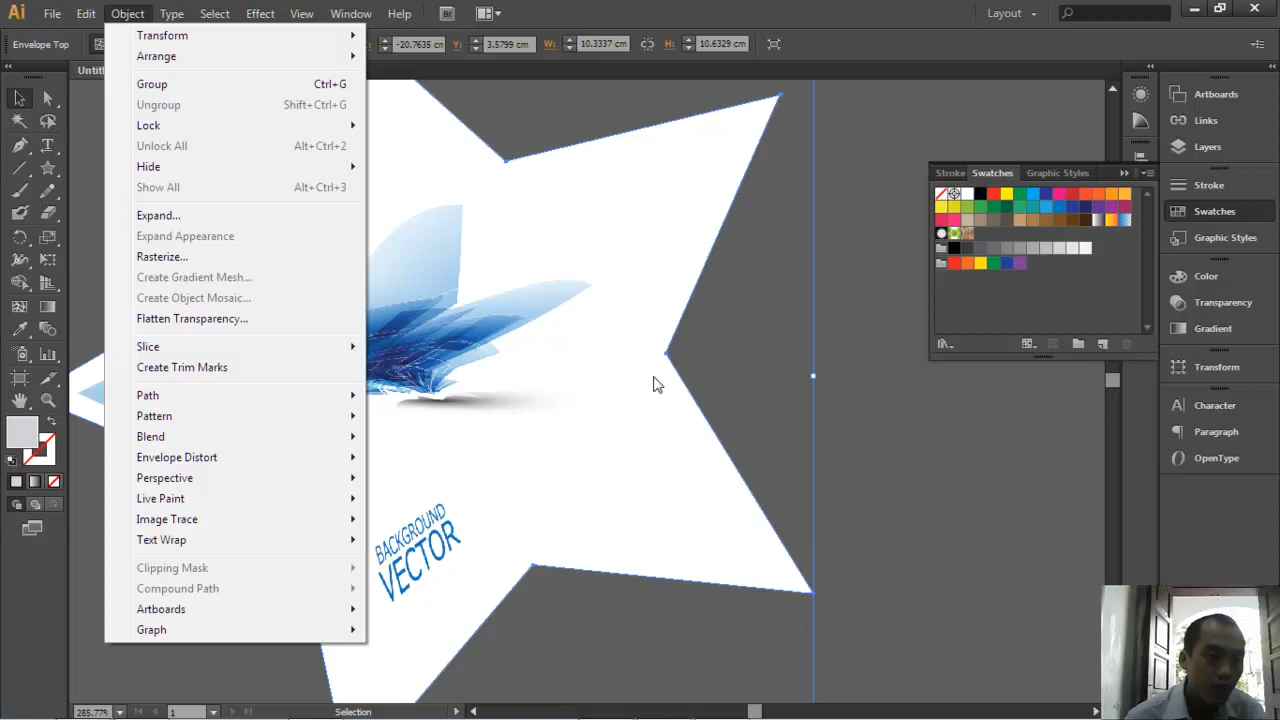 Ai File Edit Object Type Select Effect View Window Help Br Layout
Envelope Top
X: -20.7635 cm Y: 3.5799 cm W: 10.3337 cm H: 10.6329 cm
Untitl
Transform
Arrange
Group Ctrl+G
Ungroup Shift+Ctrl+G
Lock
Unlock All Alt+Ctrl+2
Hide
Show All Alt+Ctrl+3
Expand...
Expand Appearance
Rasterize...
Create Gradient Mesh...
Create Object Mosaic...
Flatten Transparency...
Slice
Create Trim Marks
Path
Pattern
Blend
Envelope Distort
Perspective
Live Paint
Image Trace
Text Wrap
Clipping Mask
Compound Path
Artboards
Graph
BACKGROUND
VECTOR
Stroke Swatches Graphic Styles
Artboards
Links
Layers
Stroke
Swatches
Graphic Styles
Color
Transparency
Gradient
Transform
Character
Paragraph
OpenType
285.77% 1 Selection